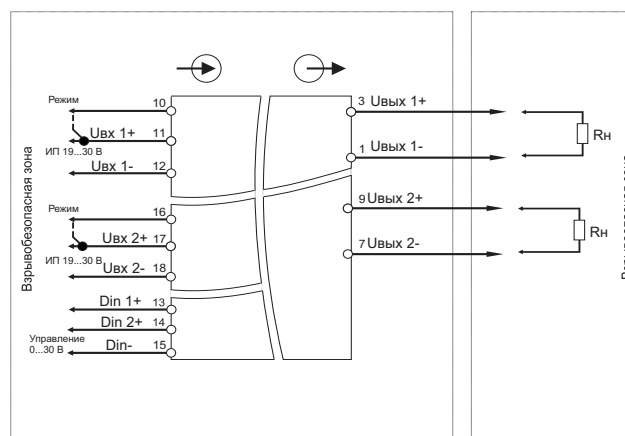 Взрывобезопасная зона
Режим
10
Uвх 1+
11
ИП 19...30 В
Uвх 1-
12
Режим
16
Uвх 2+
17
ИП 19...30 В
Uвх 2-
18
Din 1+
13
Din 2+
14
Управление
0...30 В
Din-
15
3 Uвых 1+
1 Uвых 1-
9 Uвых 2+
7 Uвых 2-
Rн
Rн